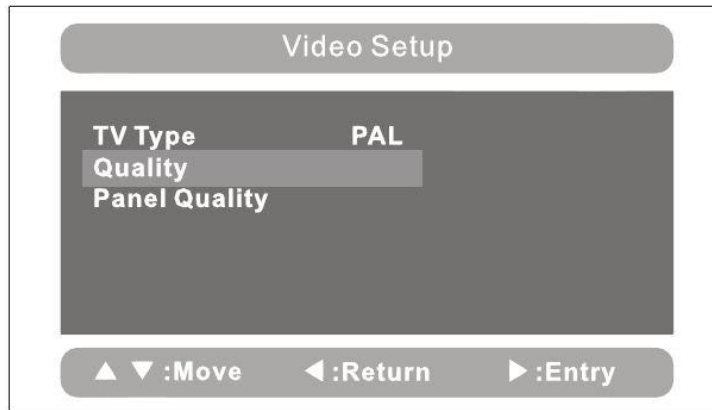 Video Setup
TV Type PAL
Quality
Panel Quality
▲ ▼ :Move ◀ :Return ▶ :Entry